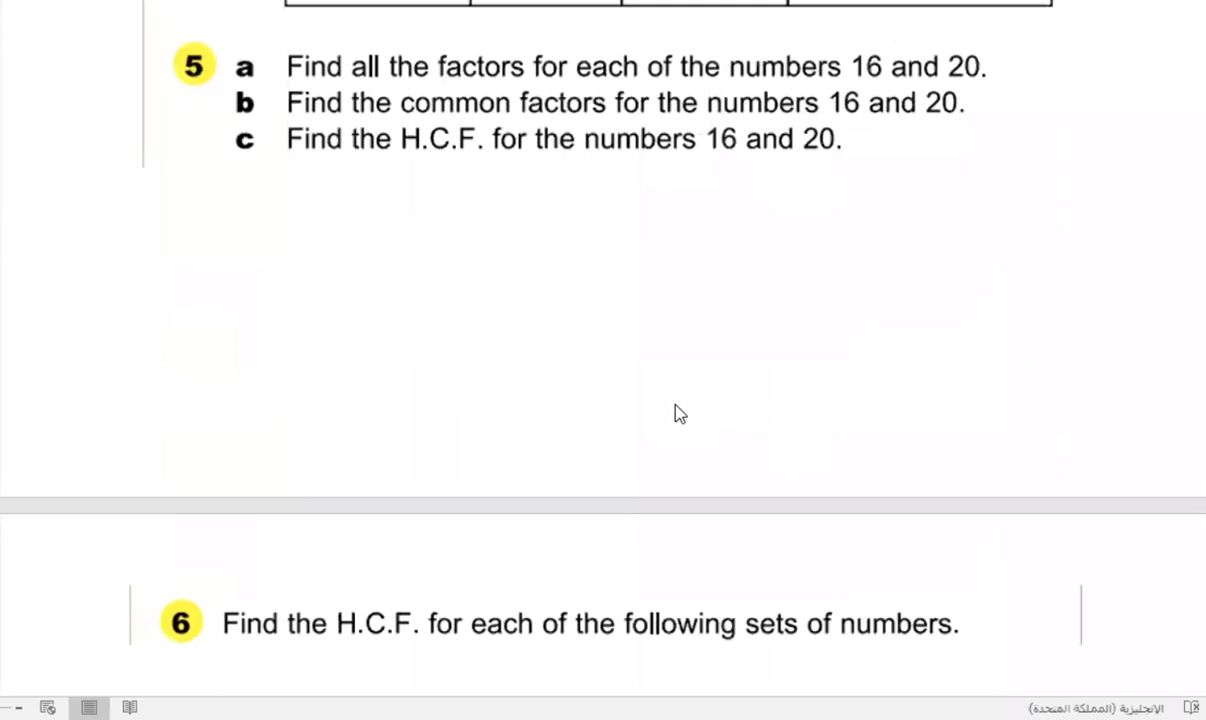 5 a Find all the factors for each of the numbers 16 and 20.
b Find the common factors for the numbers 16 and 20.
c Find the H.C.F. for the numbers 16 and 20.
6 Find the H.C.F. for each of the following sets of numbers.
الإنجليزية (المملكة المتحدة)